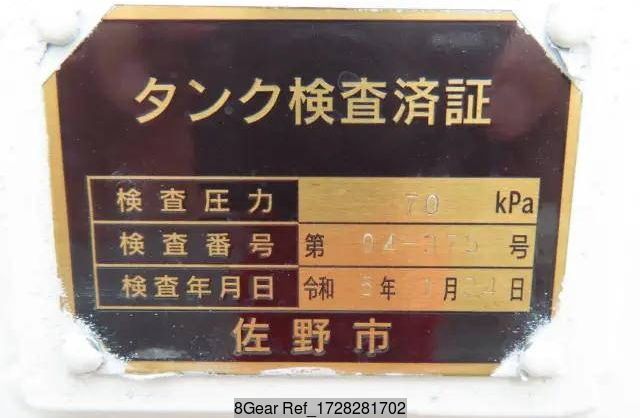 タンク検査済証
検査圧力 70 kPa
検査番号 第 号
検査年月日 令和 年 月 日
佐野市
8Gear Ref_1728281702